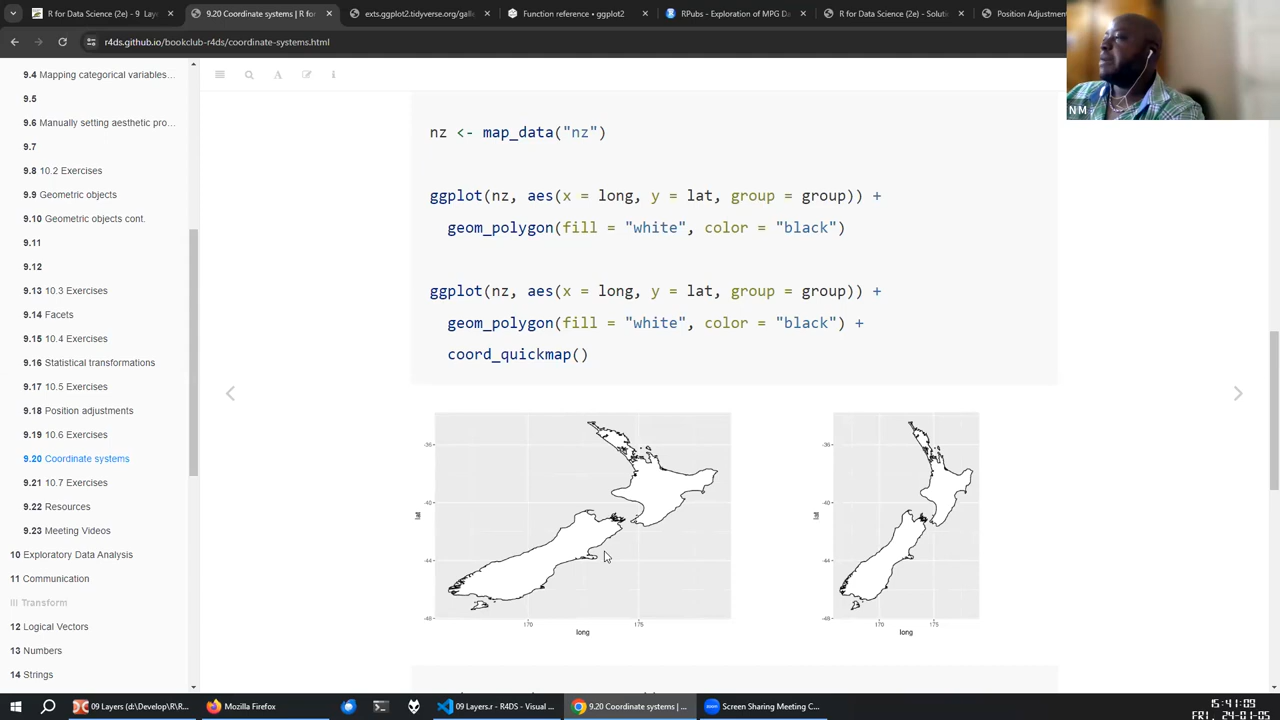 R for Data Science (2e) - 9 Lay
9.20 Coordinate systems | R for
exts.ggplot2.tidyverse.org/gall
Function reference • ggplot2
RPubs - Exploration of MPG Da
R for Data Science (2e) - Soluti
Position Adjustment
r4ds.github.io/bookclub-r4ds/coordinate-systems.html
NM
9.4 Mapping categorical variables...
9.5
9.6 Manually setting aesthetic pro...
9.7
9.8 10.2 Exercises
9.9 Geometric objects
9.10 Geometric objects cont.
9.11
9.12
9.13 10.3 Exercises
9.14 Facets
9.15 10.4 Exercises
9.16 Statistical transformations
9.17 10.5 Exercises
9.18 Position adjustments
9.19 10.6 Exercises
9.20 Coordinate systems
9.21 10.7 Exercises
9.22 Resources
9.23 Meeting Videos
10 Exploratory Data Analysis
11 Communication
III Transform
12 Logical Vectors
13 Numbers
14 Strings
nz <- map_data("nz")
ggplot(nz, aes(x = long, y = lat, group = group)) +
geom_polygon(fill = "white", color = "black")
ggplot(nz, aes(x = long, y = lat, group = group)) +
geom_polygon(fill = "white", color = "black") +
coord_quickmap()
-36
-40
-44
-48
lat
170 175
long
-36
-40
-44
-48
lat
170 175
long
09 Layers (d:\Develop\R\R...
Mozilla Firefox
09 Layers.r - R4DS - Visual ...
9.20 Coordinate systems | ...
Screen Sharing Meeting C...
15:41:09
FRI, 24-01-05